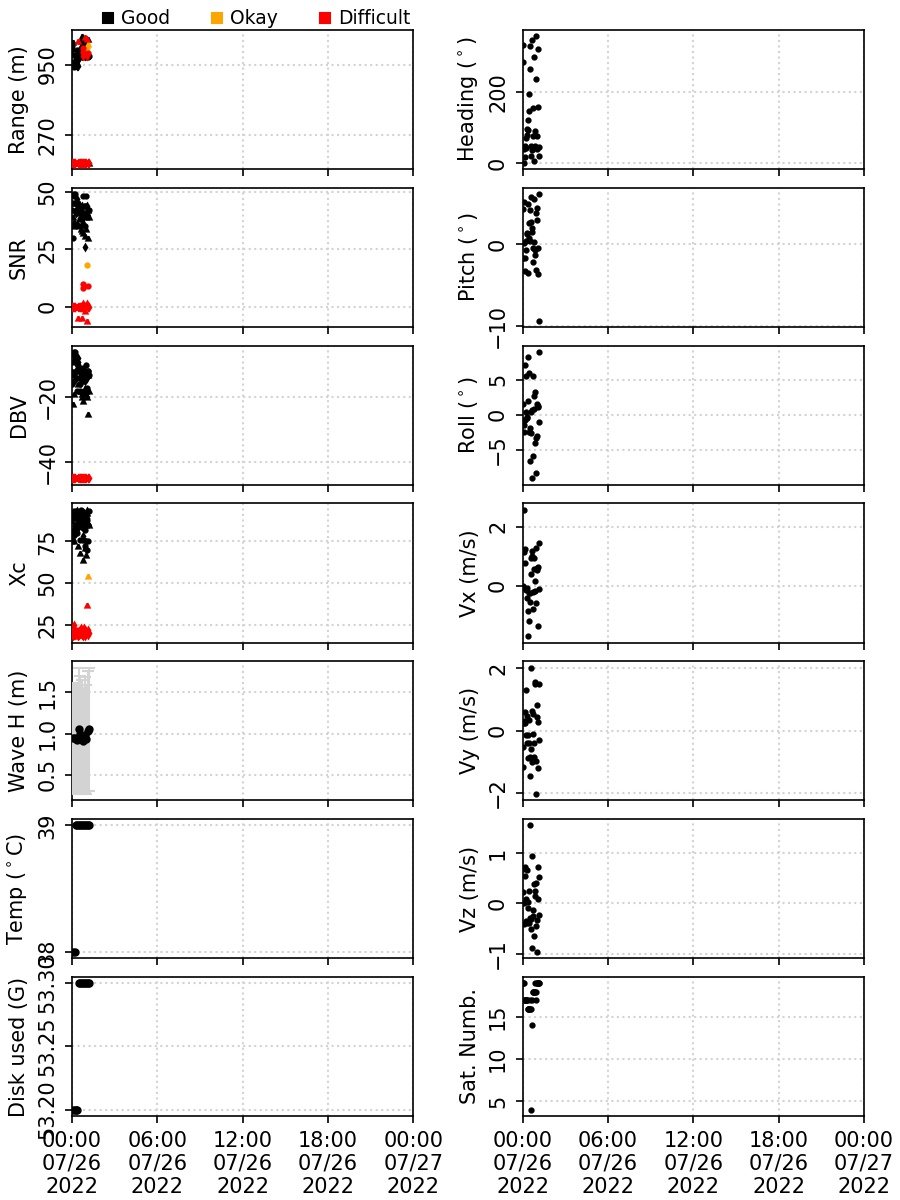 Good Okay Difficult
Range (m)
950
270
Heading (°)
200
0
SNR
50
25
0
Pitch (°)
0
−10
DBV
−20
−40
Roll (°)
5
0
−5
Xc
75
50
25
Vx (m/s)
2
0
Wave H (m)
1.5
1.0
0.5
Vy (m/s)
2
0
−2
Temp (°C)
39
38
Vz (m/s)
1
0
−1
Disk used (G)
53.3
53.25
53.20
Sat. Numb.
15
10
5
00:00 06:00 12:00 18:00 00:00
07/26 07/26 07/26 07/26 07/27
2022 2022 2022 2022 2022
00:00 06:00 12:00 18:00 00:00
07/26 07/26 07/26 07/26 07/27
2022 2022 2022 2022 2022